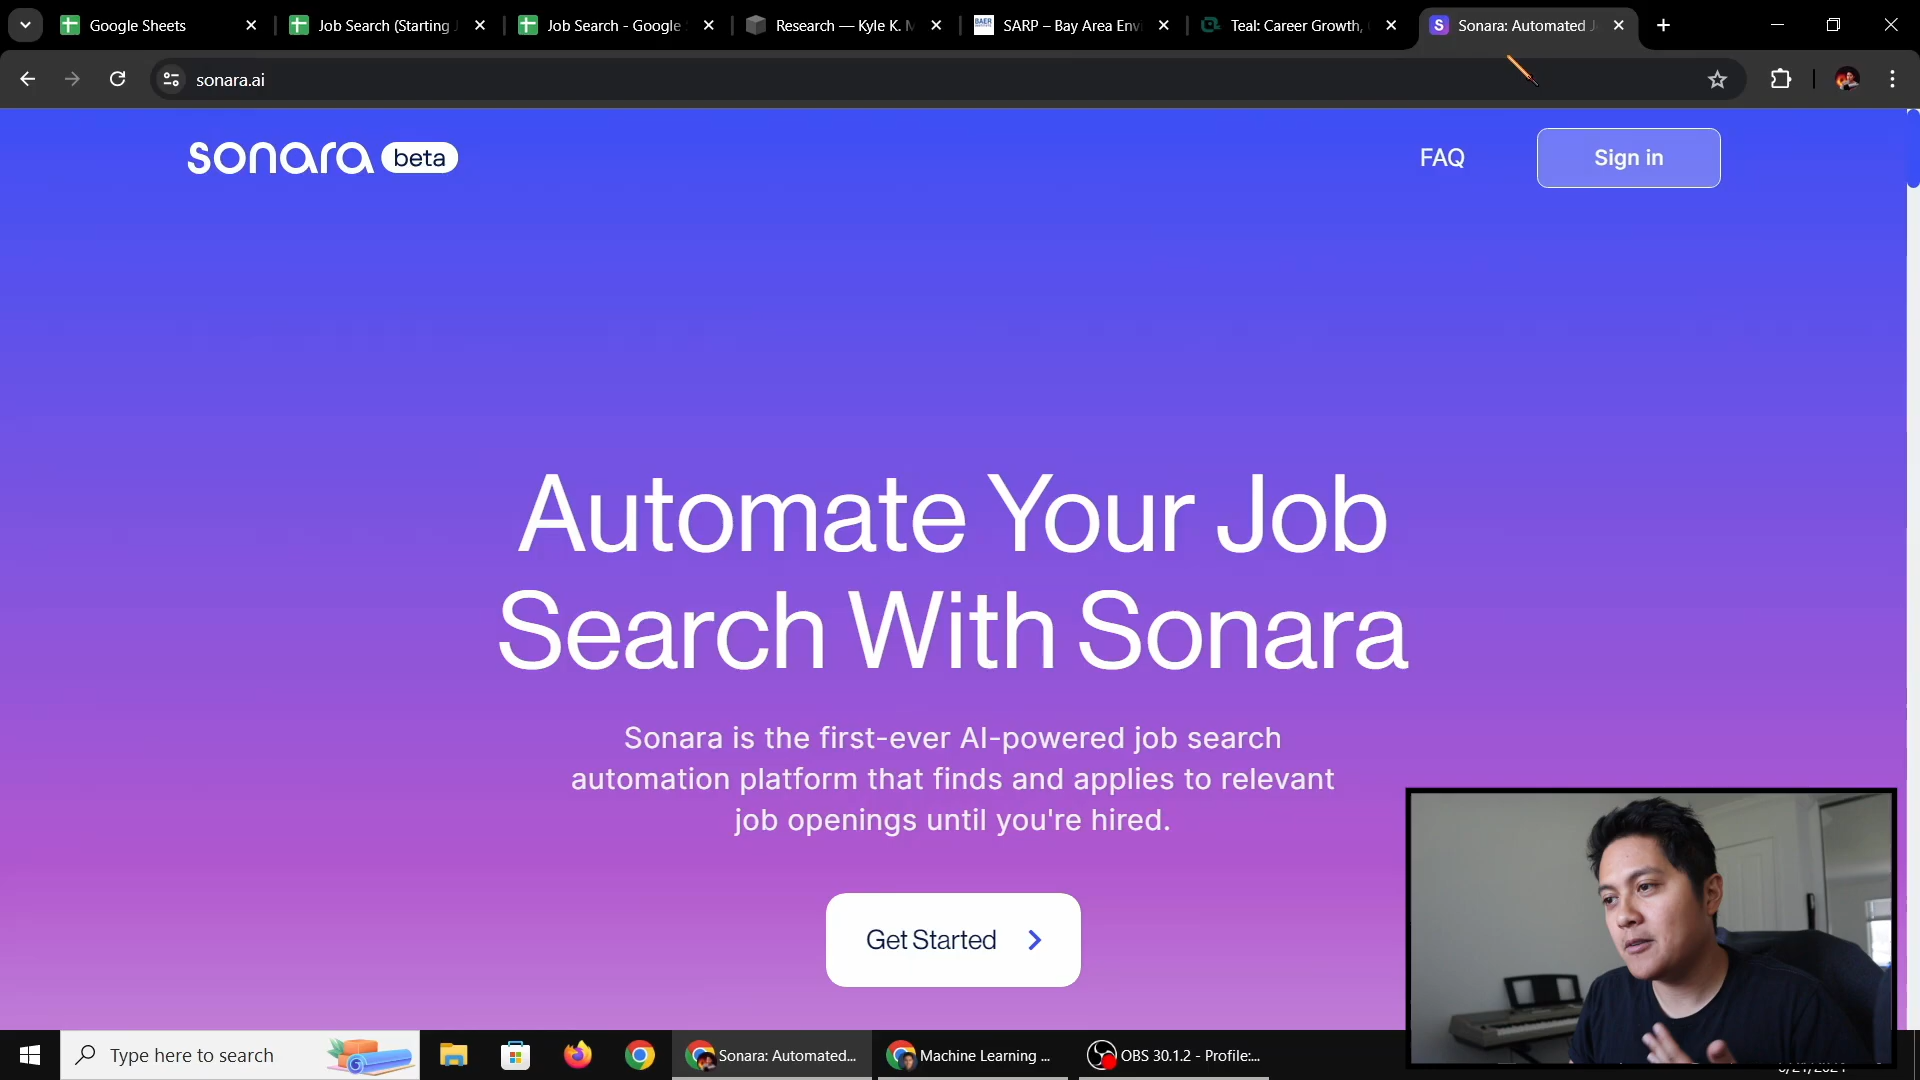 Google Sheets
Job Search (Starting
Job Search - Google
Research — Kyle K. M
SARP – Bay Area Env
Teal: Career Growth,
Sonara: Automated J
sonara.ai
sonara beta
FAQ
Sign in
Automate Your Job
Search With Sonara
Sonara is the first-ever AI-powered job search
automation platform that finds and applies to relevant
job openings until you're hired.
Get Started
Type here to search
Sonara: Automated...
Machine Learning ...
OBS 30.1.2 - Profile:...